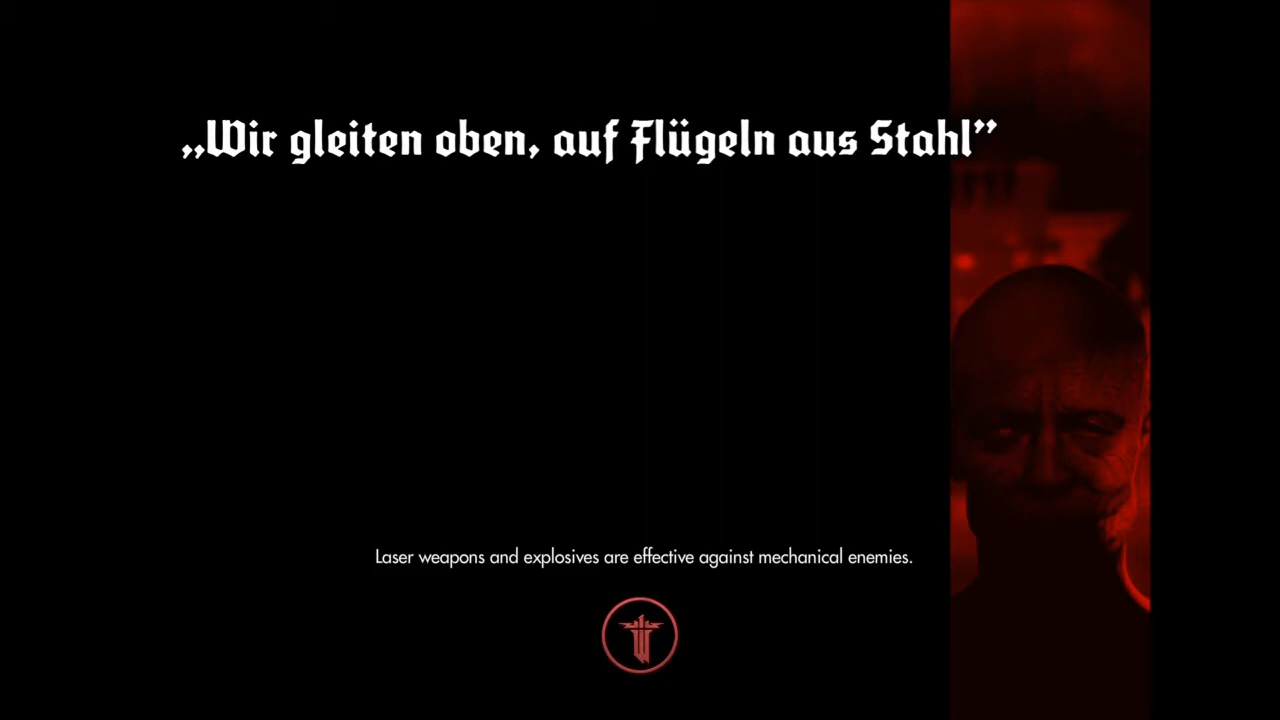 „Wir gleiten oben, auf Flügeln aus Stahl”
Laser weapons and explosives are effective against mechanical enemies.